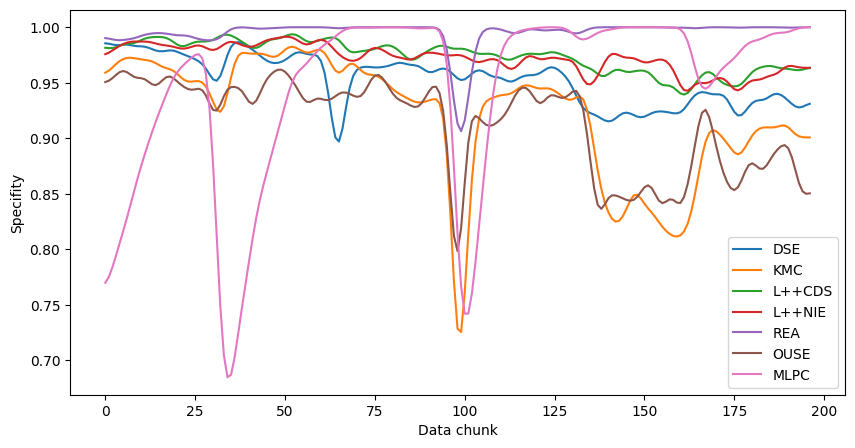 1.00
0.95
0.90
0.85
0.80
0.75
0.70
Specifity
0
25
50
75
100
125
150
175
200
Data chunk
DSE
KMC
L++CDS
L++NIE
REA
OUSE
MLPC